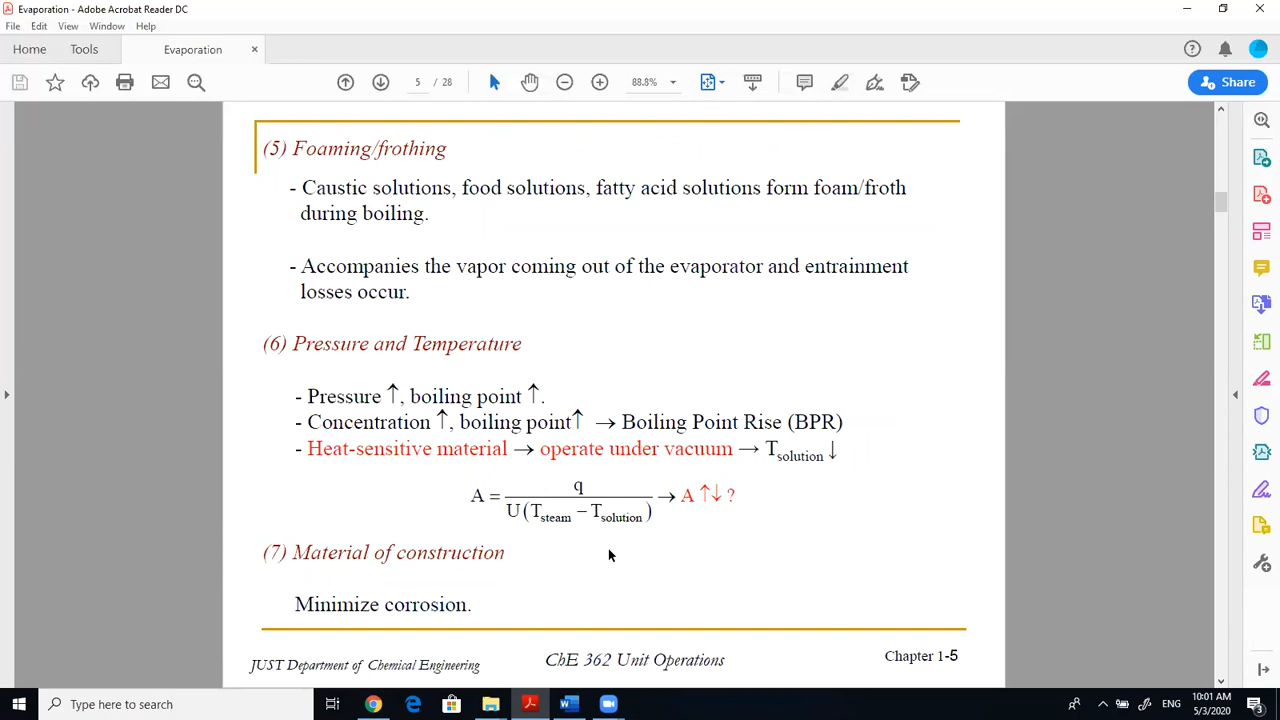 Evaporation - Adobe Acrobat Reader DC
File Edit View Window Help
Home Tools Evaporation ×
5 / 28 88.8% Share
(5) Foaming/frothing
- Caustic solutions, food solutions, fatty acid solutions form foam/froth
during boiling.
- Accompanies the vapor coming out of the evaporator and entrainment
losses occur.
(6) Pressure and Temperature
- Pressure ↑, boiling point ↑.
- Concentration ↑, boiling point↑ → Boiling Point Rise (BPR)
- Heat-sensitive material → operate under vacuum → Tsolution ↓
A = q / U(Tsteam − Tsolution) → A ↑↓ ?
(7) Material of construction
Minimize corrosion.
JUST Department of Chemical Engineering ChE 362 Unit Operations Chapter 1-5
Type here to search
ENG
10:01 AM
5/3/2020
3